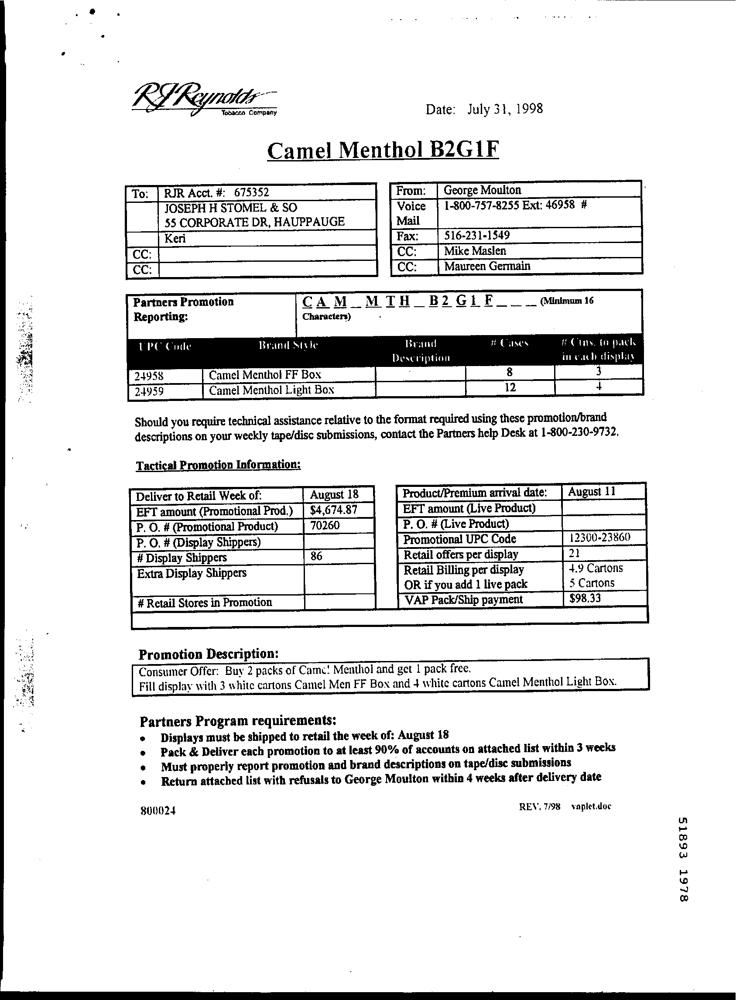 RJReynolds
Tobacco Company
Date: July 31, 1998
Camel Menthol B2G1F
To: RJR Acct. #: 675352
JOSEPH H STOMEL & SO
55 CORPORATE DR, HAUPPAUGE
Keri
CC:
CC:
From: George Moulton
Voice Mail 1-800-757-8255 Ext: 46958 #
Fax: 516-231-1549
CC: Mike Maslen
CC: Maureen Germain
Partners Promotion Reporting: C A M _ M T H _ B 2 G 1 F _ _ _ (Minimum 16 Characters)
UPC Code Brand Style Brand Description # Cases # Ctns. to pack in each display
24958 Camel Menthol FF Box 8 3
24959 Camel Menthol Light Box 12 4
Should you require technical assistance relative to the format required using these promotion/brand
descriptions on your weekly tape/disc submissions, contact the Partners help Desk at 1-800-230-9732.
Tactical Promotion Information:
Deliver to Retail Week of: August 18
EFT amount (Promotional Prod.) $4,674.87
P. O. # (Promotional Product) 70260
P. O. # (Display Shippers)
# Display Shippers 86
Extra Display Shippers
# Retail Stores in Promotion
Product/Premium arrival date: August 11
EFT amount (Live Product)
P. O. # (Live Product)
Promotional UPC Code 12300-23860
Retail offers per display 21
Retail Billing per display 4.9 Cartons
OR if you add 1 live pack 5 Cartons
VAP Pack/Ship payment $98.33
Promotion Description:
Consumer Offer: Buy 2 packs of Camel Menthol and get 1 pack free.
Fill display with 3 white cartons Camel Men FF Box and 4 white cartons Camel Menthol Light Box.
Partners Program requirements:
• Displays must be shipped to retail the week of: August 18
• Pack & Deliver each promotion to at least 90% of accounts on attached list within 3 weeks
• Must properly report promotion and brand descriptions on tape/disc submissions
• Return attached list with refusals to George Moulton within 4 weeks after delivery date
800024
REV. 7/98 vaplet.doc
51893 1978